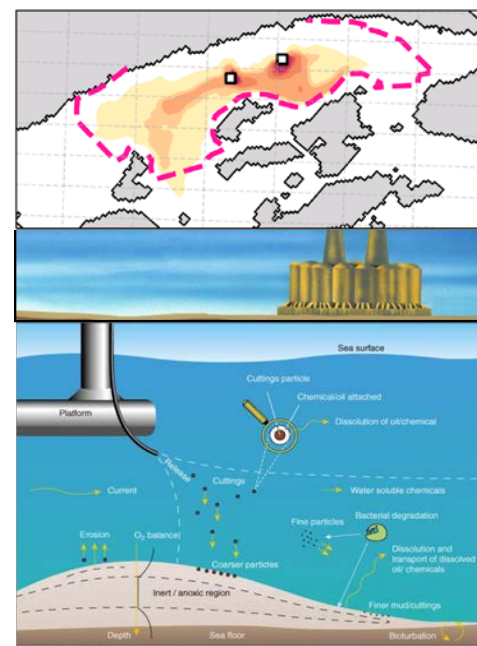 Sea surface
Cuttings particle
Chemical/oil attached
Platform
Dissolution of oil/chemical
Release
Cuttings
Current
Water soluble chemicals
Bacterial degradation
Fine particles
Erosion
O₂ balance
Dissolution and
transport of dissolved
oil/ chemicals
Coarser particles
Inert / anoxic region
Finer mud/cuttings
Depth
Sea floor
Bioturbation